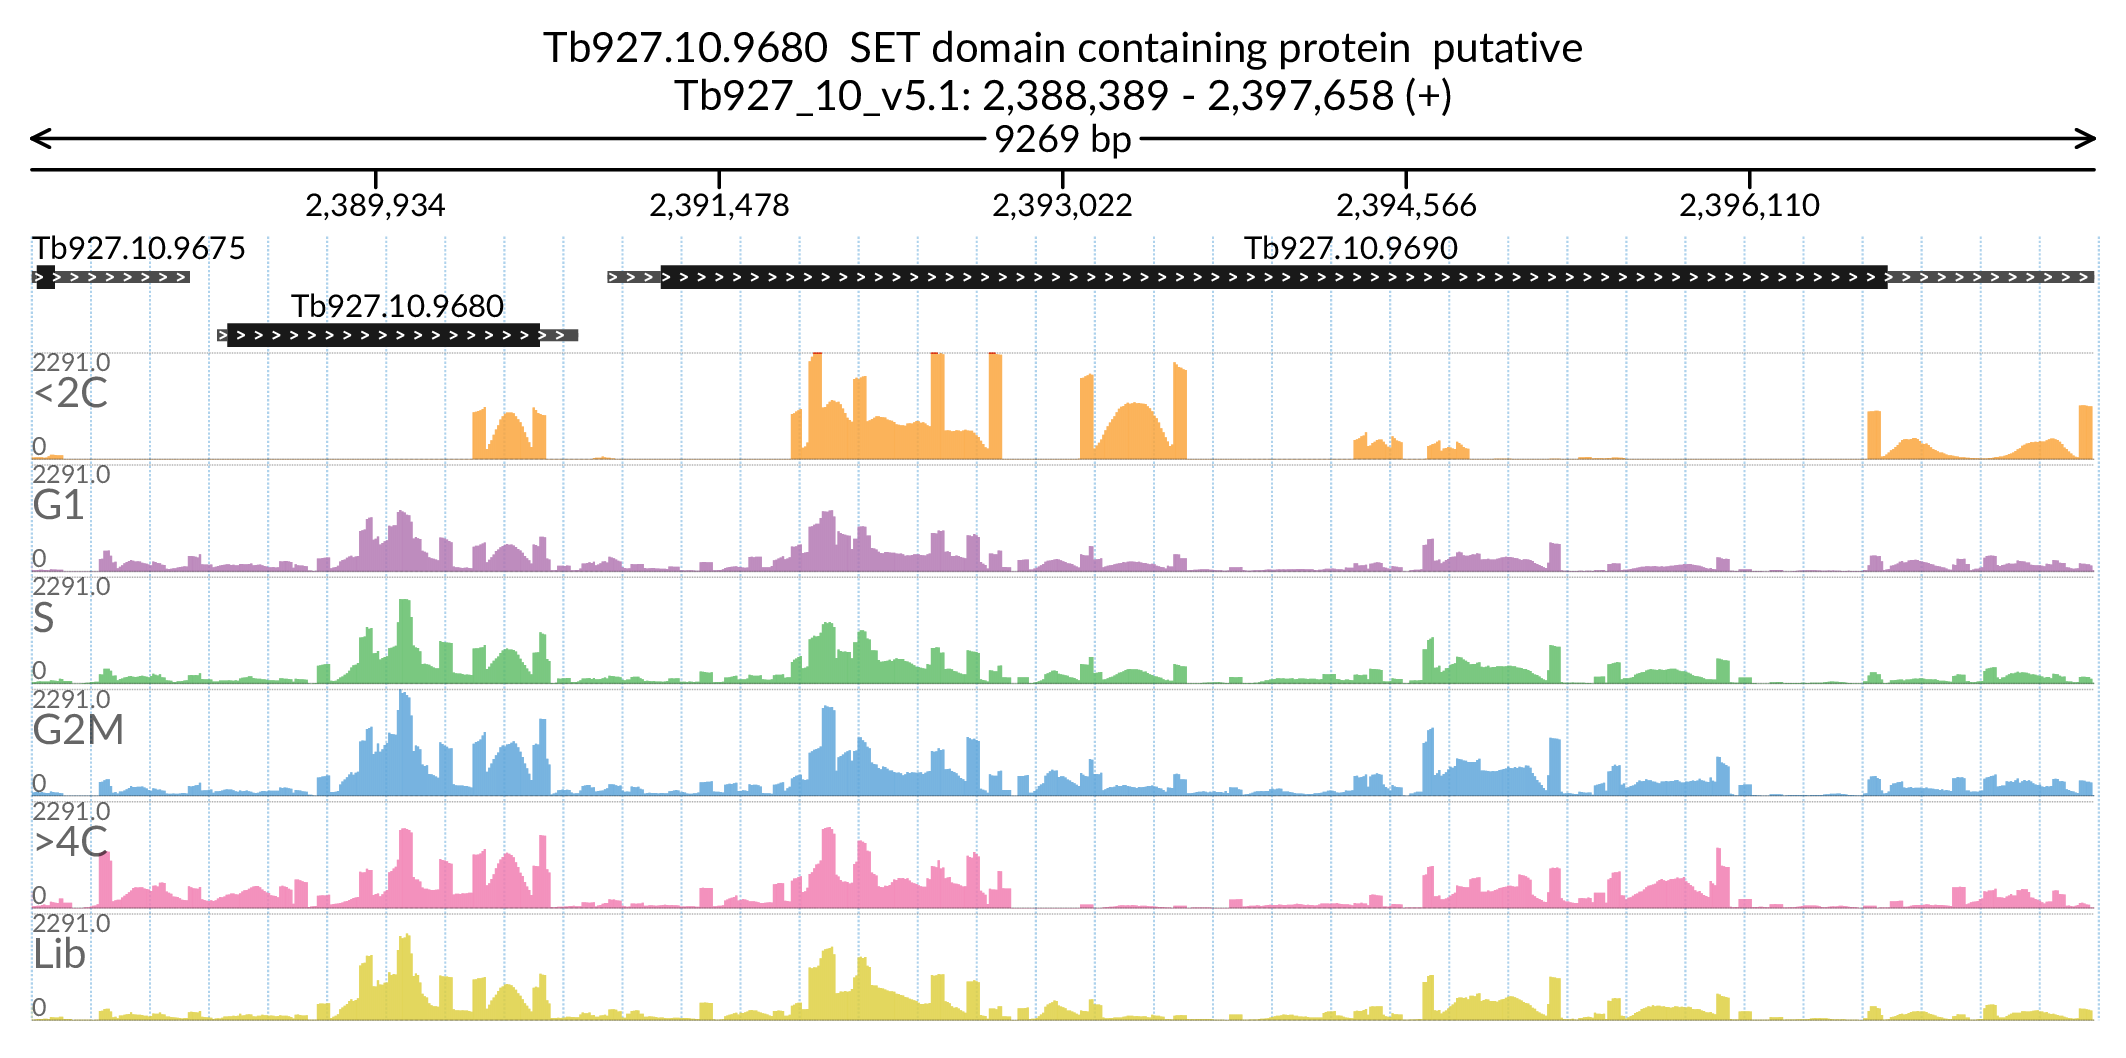 Tb927.10.9680  SET domain containing protein  putative
Tb927_10_v5.1: 2,388,389 - 2,397,658 (+)
9269 bp
2,389,934 2,391,478 2,393,022 2,394,566 2,396,110
Tb927.10.9675 Tb927.10.9690
Tb927.10.9680
2291.0
<2C
0
2291.0
G1
0
2291.0
S
0
2291.0
G2M
0
2291.0
>4C
0
2291.0
Lib
0